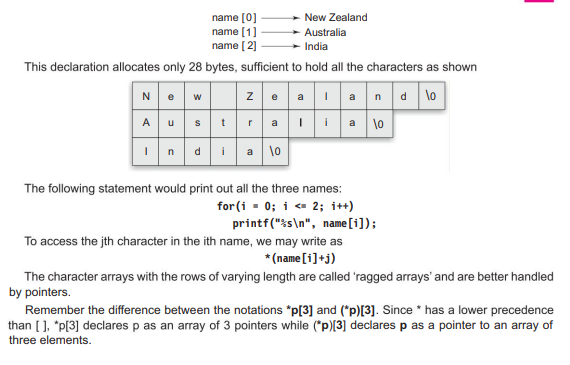 name [0] → New Zealand
name [1] → Australia
name [2] → India
This declaration allocates only 28 bytes, sufficient to hold all the characters as shown
N e w Z e a l a n d \0
A u s t r a l i a \0
I n d i a \0
The following statement would print out all the three names:
for(i = 0; i <= 2; i++)
printf("%s\n", name[i]);
To access the jth character in the ith name, we may write as
*(name[i]+j)
The character arrays with the rows of varying length are called 'ragged arrays' and are better handled
by pointers.
Remember the difference between the notations *p[3] and (*p)[3]. Since * has a lower precedence
than [ ], *p[3] declares p as an array of 3 pointers while (*p)[3] declares p as a pointer to an array of
three elements.